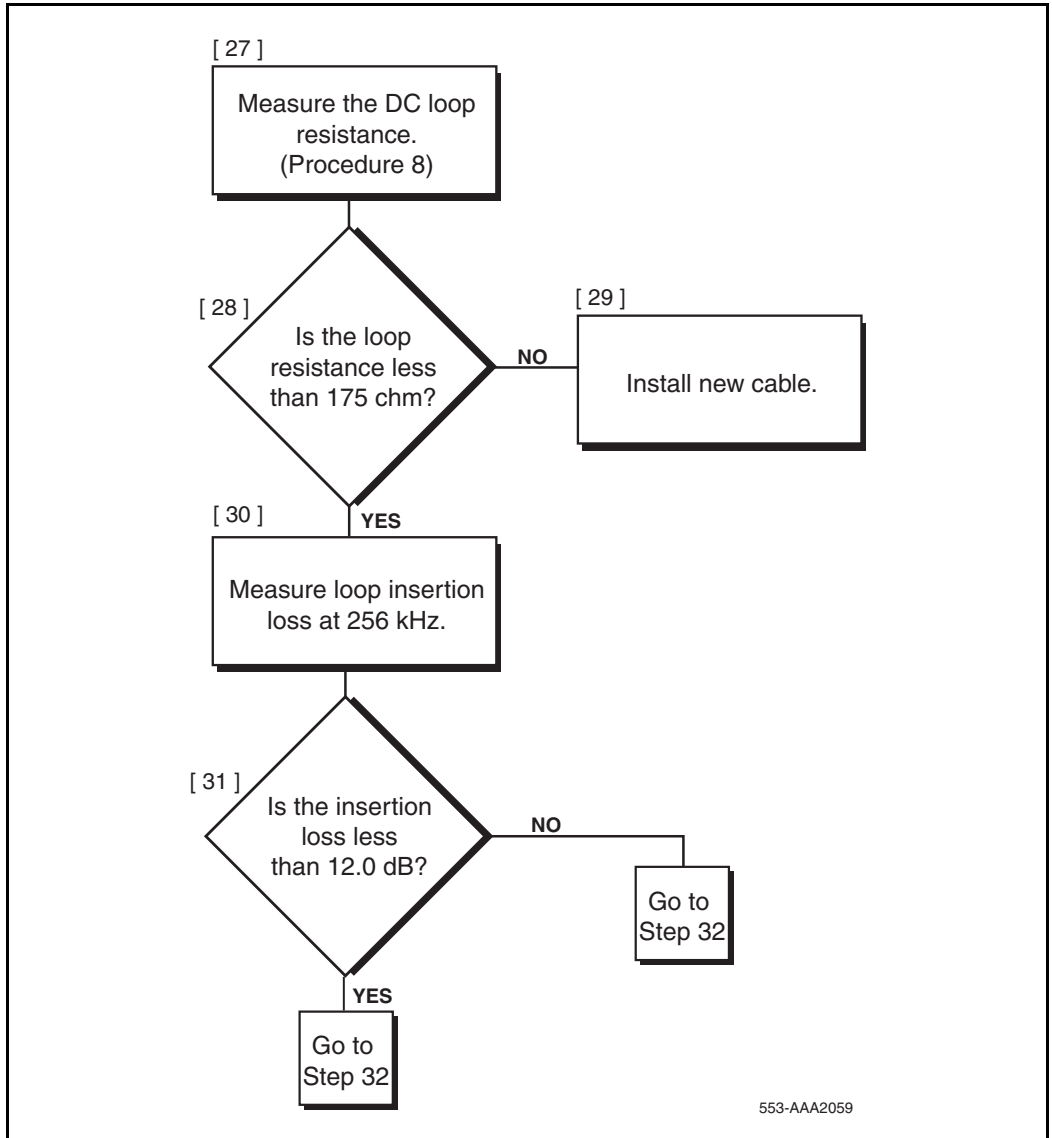 [ 27 ]
Measure the DC loop
resistance.
(Procedure 8)
[ 28 ]
Is the loop
resistance less
than 175 chm?
NO
[ 29 ]
Install new cable.
YES
[ 30 ]
Measure loop insertion
loss at 256 kHz.
[ 31 ]
Is the insertion
loss less
than 12.0 dB?
NO
Go to
Step 32
YES
Go to
Step 32
553-AAA2059